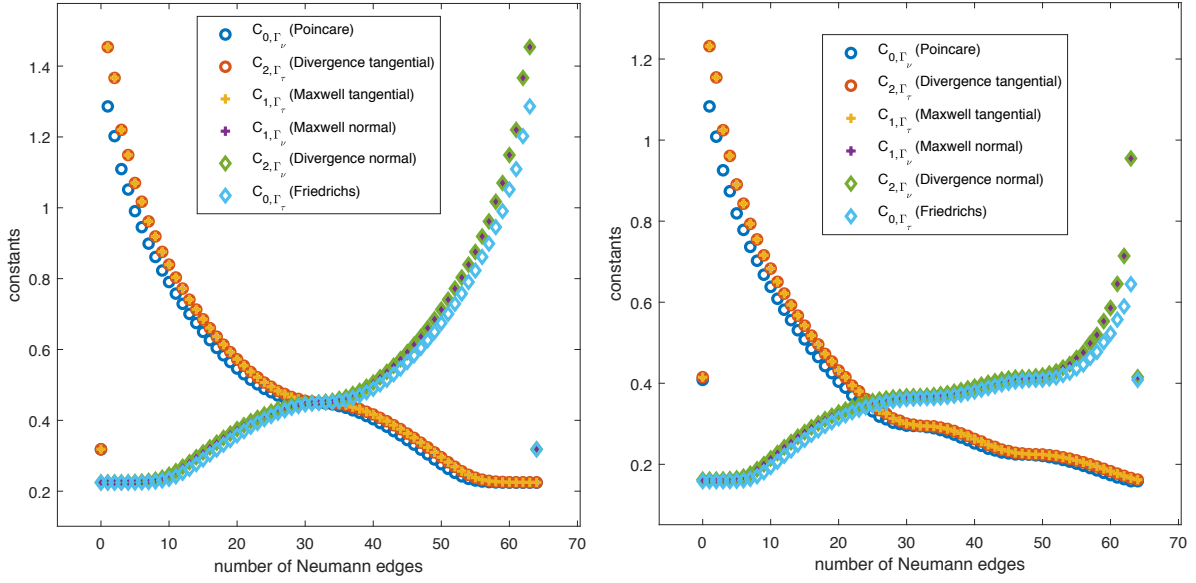 C0,Γν (Poincare)
C2,Γτ (Divergence tangential)
C1,Γτ (Maxwell tangential)
C1,Γν (Maxwell normal)
C2,Γν (Divergence normal)
C0,Γτ (Friedrichs)
1.4
1.2
1
0.8
0.6
0.4
0.2
constants
0 10 20 30 40 50 60 70
number of Neumann edges
C0,Γν (Poincare)
C2,Γτ (Divergence tangential)
C1,Γτ (Maxwell tangential)
C1,Γν (Maxwell normal)
C2,Γν (Divergence normal)
C0,Γτ (Friedrichs)
1.2
1
0.8
0.6
0.4
0.2
constants
0 10 20 30 40 50 60 70
number of Neumann edges